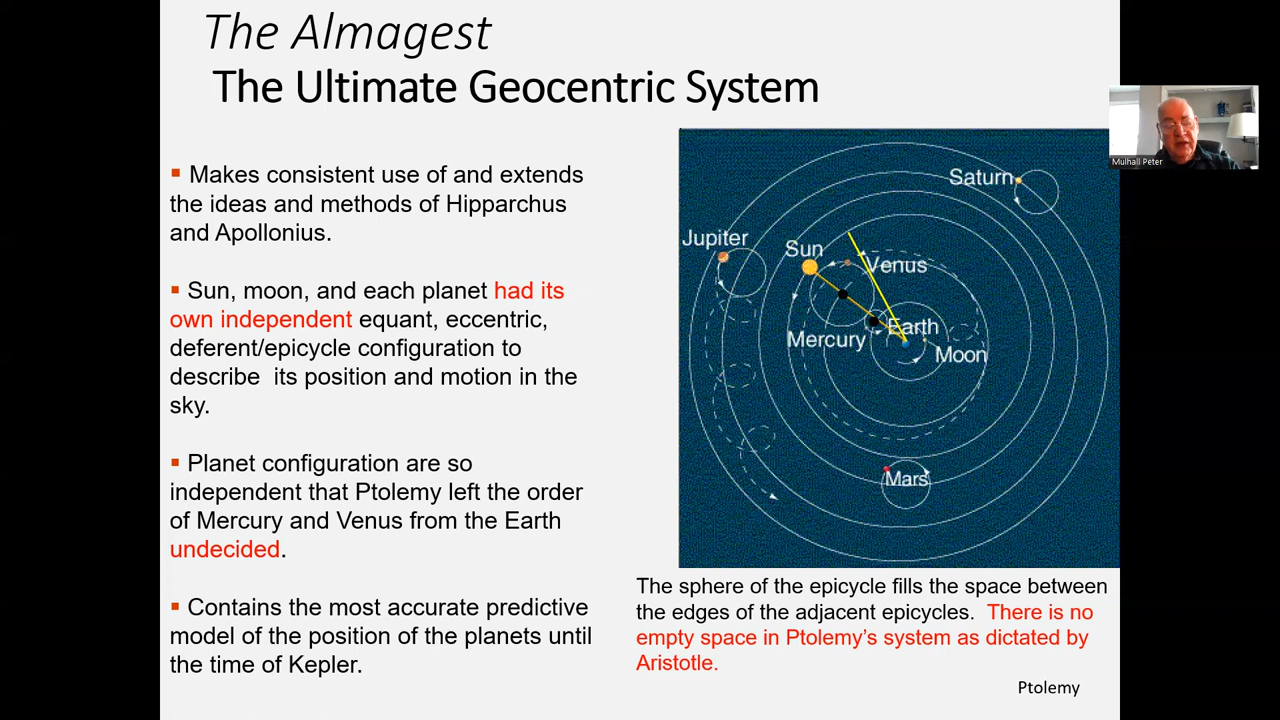 The Almagest
The Ultimate Geocentric System
▪ Makes consistent use of and extends
the ideas and methods of Hipparchus
and Apollonius.
▪ Sun, moon, and each planet had its
own independent equant, eccentric,
deferent/epicycle configuration to
describe its position and motion in the
sky.
▪ Planet configuration are so
independent that Ptolemy left the order
of Mercury and Venus from the Earth
undecided.
▪ Contains the most accurate predictive
model of the position of the planets until
the time of Kepler.
Saturn
Jupiter
Sun
Venus
Earth
Mercury
Moon
Mars
The sphere of the epicycle fills the space between
the edges of the adjacent epicycles. There is no
empty space in Ptolemy's system as dictated by
Aristotle.
Ptolemy
Mulhall Peter